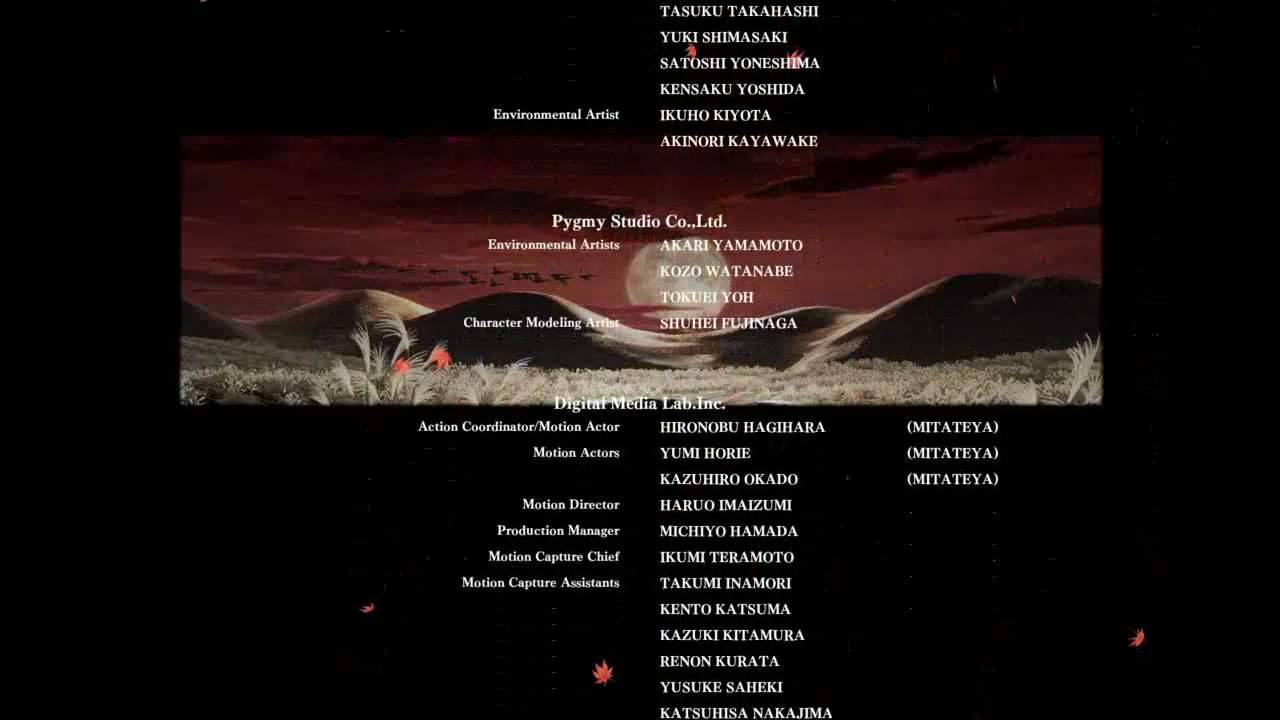 TASUKU TAKAHASHI
YUKI SHIMASAKI
SATOSHI YONESHIMA
KENSAKU YOSHIDA
Environmental Artist IKUHO KIYOTA
AKINORI KAYAWAKE
Pygmy Studio Co.,Ltd.
Environmental Artists AKARI YAMAMOTO
KOZO WATANABE
TOKUEI YOH
Character Modeling Artist SHUHEI FUJINAGA
Digital Media Lab.Inc.
Action Coordinator/Motion Actor HIRONOBU HAGIHARA (MITATEYA)
Motion Actors YUMI HORIE (MITATEYA)
KAZUHIRO OKADO (MITATEYA)
Motion Director HARUO IMAIZUMI
Production Manager MICHIYO HAMADA
Motion Capture Chief IKUMI TERAMOTO
Motion Capture Assistants TAKUMI INAMORI
KENTO KATSUMA
KAZUKI KITAMURA
RENON KURATA
YUSUKE SAHEKI
KATSUHISA NAKAJIMA